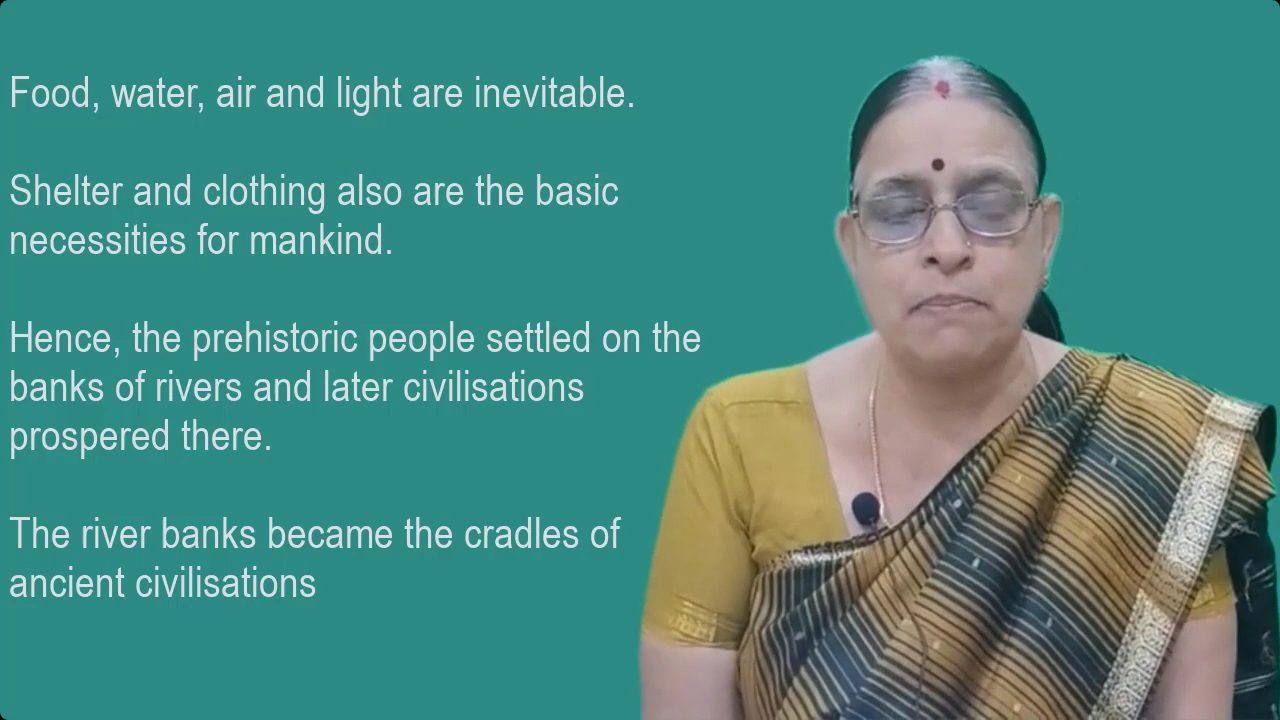 Food, water, air and light are inevitable.
Shelter and clothing also are the basic
necessities for mankind.
Hence, the prehistoric people settled on the
banks of rivers and later civilisations
prospered there.
The river banks became the cradles of
ancient civilisations